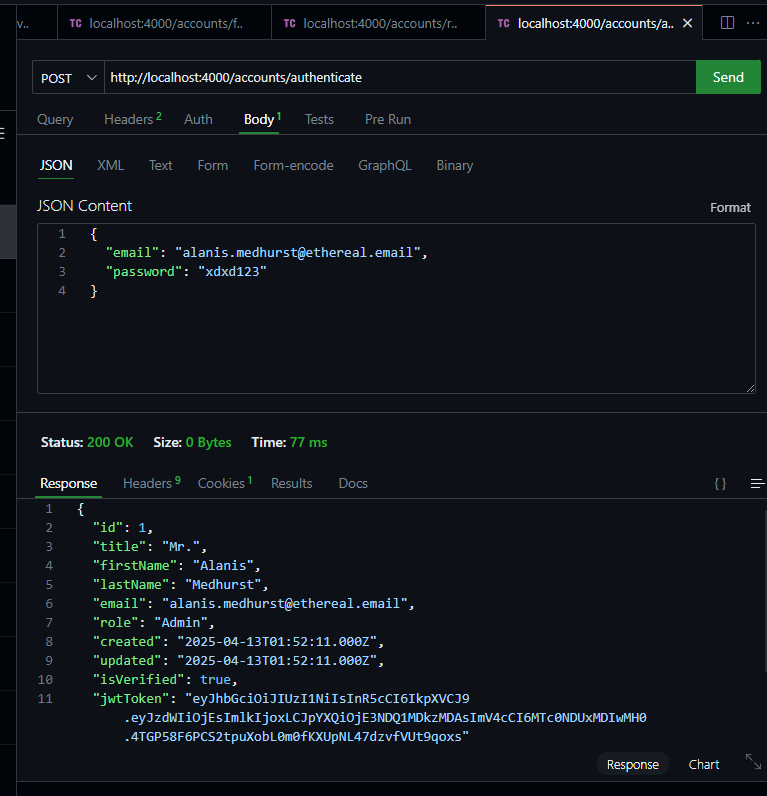 v..
TC localhost:4000/accounts/f..
TC localhost:4000/accounts/r..
TC localhost:4000/accounts/a..
POST http://localhost:4000/accounts/authenticate Send
Query Headers 2 Auth Body 1 Tests Pre Run
JSON XML Text Form Form-encode GraphQL Binary
JSON Content
Format
1 {
2 "email": "alanis.medhurst@ethereal.email",
3 "password": "xdxd123"
4 }
Status: 200 OK Size: 0 Bytes Time: 77 ms
Response Headers 9 Cookies 1 Results Docs { }
1 {
2 "id": 1,
3 "title": "Mr.",
4 "firstName": "Alanis",
5 "lastName": "Medhurst",
6 "email": "alanis.medhurst@ethereal.email",
7 "role": "Admin",
8 "created": "2025-04-13T01:52:11.000Z",
9 "updated": "2025-04-13T01:52:11.000Z",
10 "isVerified": true,
11 "jwtToken": "eyJhbGciOiJIUzI1NiIsInR5cCI6IkpXVCJ9
.eyJzdWIiOjEsImlkIjoxLCJpYXQiOjE3NDQ1MDkzMDAsImV4cCI6MTc0NDUxMDIwMH0
.4TGP58F6PCS2tpuXobL0m0fKXUpNL47dzvfVUt9qoxs"
Response Chart